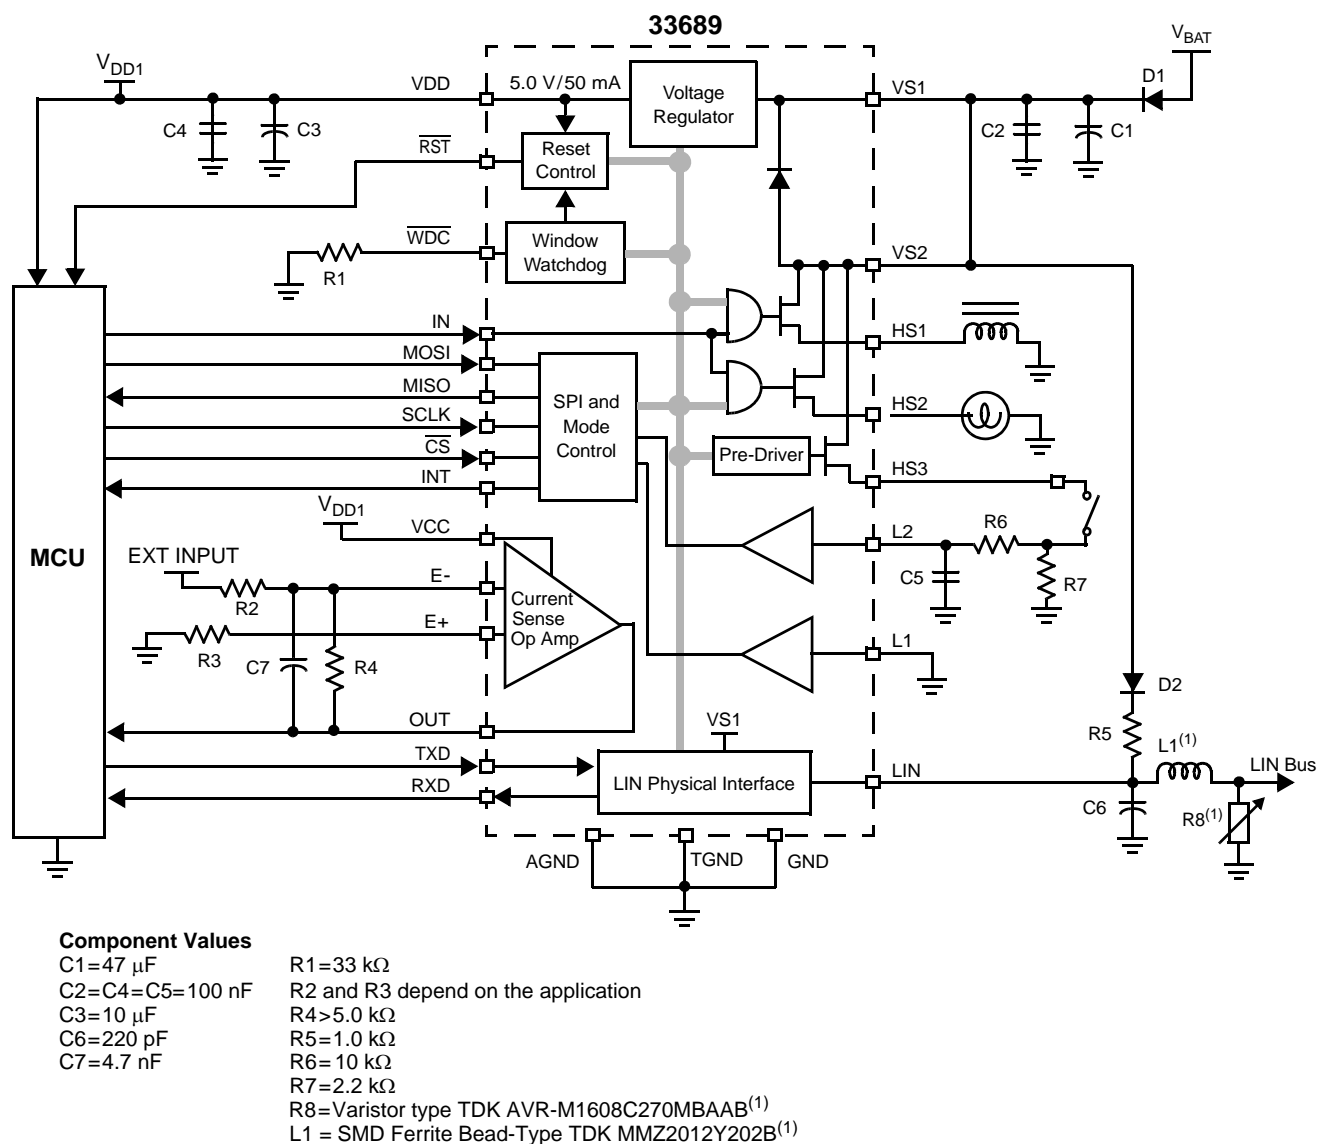 33689
VBAT
VDD1
VDD
5.0 V/50 mA
Voltage
Regulator
VS1
D1
C4
C3
C2
C1
RST
Reset
Control
WDC
R1
Window
Watchdog
VS2
IN
HS1
MOSI
MISO
SCLK
CS
INT
SPI and
Mode
Control
HS2
Pre-Driver
HS3
VDD1
VCC
L2
R6
C5
R7
MCU
EXT INPUT
R2
E-
E+
R3
C7
R4
Current
Sense
Op Amp
L1
D2
OUT
VS1
R5
L1(1)
TXD
RXD
LIN Physical Interface
LIN
LIN Bus
C6
R8(1)
AGND
TGND
GND
Component Values
C1=47 μF
C2=C4=C5=100 nF
C3=10 μF
C6=220 pF
C7=4.7 nF
R1=33 kΩ
R2 and R3 depend on the application
R4>5.0 kΩ
R5=1.0 kΩ
R6=10 kΩ
R7=2.2 kΩ
R8=Varistor type TDK AVR-M1608C270MBAAB(1)
L1 = SMD Ferrite Bead-Type TDK MMZ2012Y202B(1)